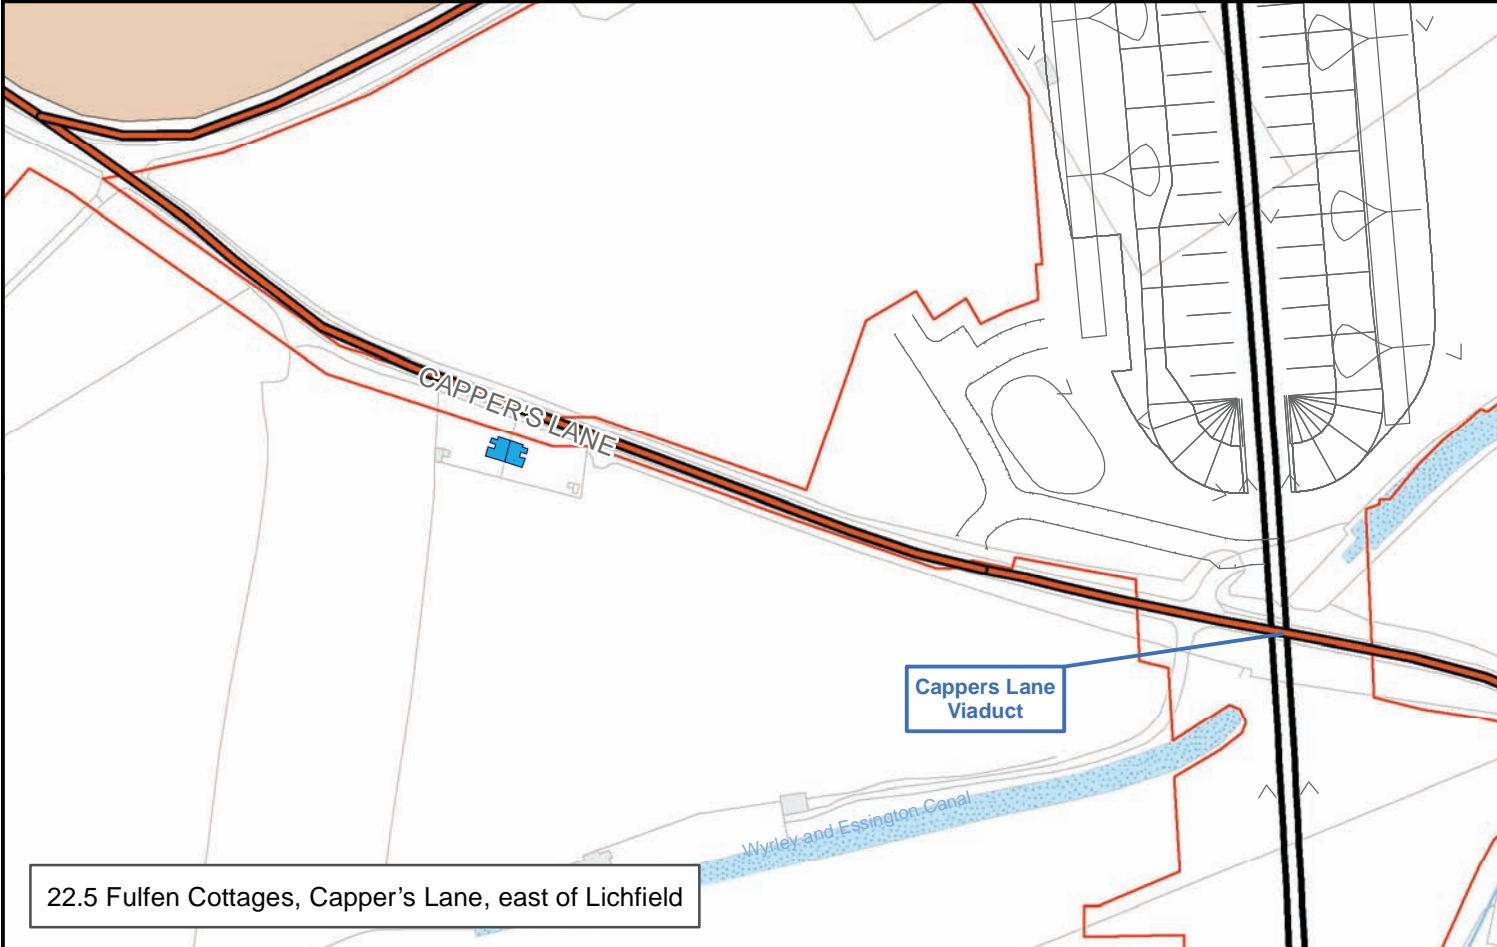 CAPPER'S LANE
Cappers Lane
Viaduct
Wyrley and Essington Canal
22.5 Fulfen Cottages, Capper’s Lane, east of Lichfield